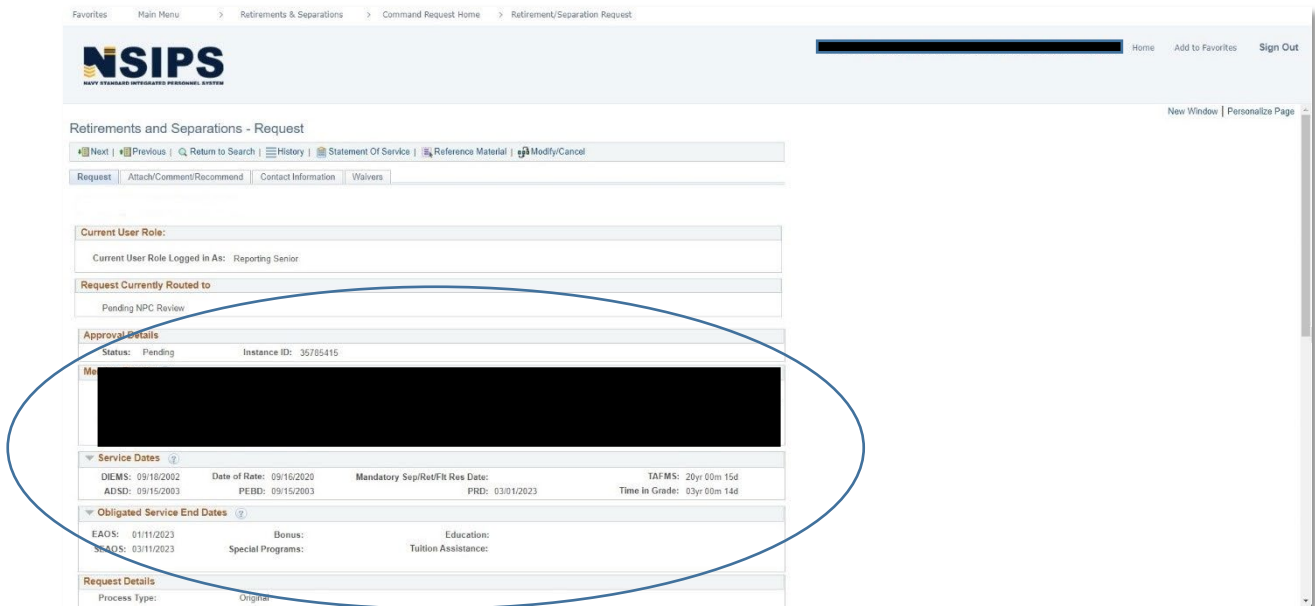 Favorites Main Menu > Retirements & Separations > Command Request Home > Retirement/Separation Request
NSIPS
NAVY STANDARD INTEGRATED PERSONNEL SYSTEM
Home Add to Favorites Sign Out
New Window | Personalize Page
Retirements and Separations - Request
Next | Previous | Return to Search | History | Statement Of Service | Reference Material | Modify/Cancel
Request Attach/Comment/Recommend Contact Information Waivers
Current User Role:
Current User Role Logged in As: Reporting Senior
Request Currently Routed to
Pending NPC Review
Approval Details
Status: Pending Instance ID: 35785415
Service Dates ?
DIEMS: 09/18/2002 Date of Rate: 09/16/2020 Mandatory Sep/Ret/Flt Res Date: TAFMS: 20yr 00m 15d
ADSD: 09/15/2003 PEBD: 09/15/2003 PRD: 03/01/2023 Time in Grade: 03yr 00m 14d
Obligated Service End Dates ?
EAOS: 01/11/2023 Bonus: Education:
SEAOS: 03/11/2023 Special Programs: Tuition Assistance:
Request Details
Process Type: Original